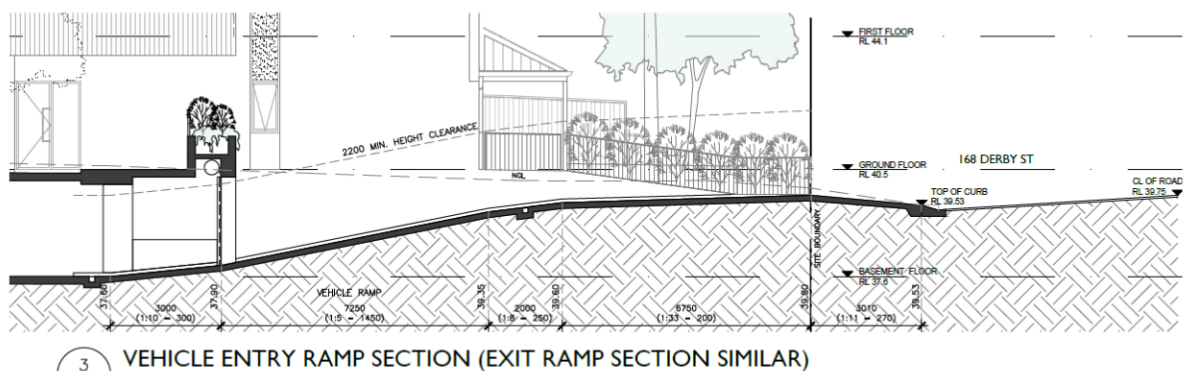 FIRST FLOOR
RL 44.1
2200 MIN. HEIGHT CLEARANCE
GROUND FLOOR
RL 40.5
168 DERBY ST
NGL
CL OF ROAD
RL 39.75
TOP OF CURB
RL 39.53
SITE BOUNDARY
BASEMENT FLOOR
RL 37.6
VEHICLE RAMP
37.60
37.90
39.35
39.60
39.80
39.53
3000
(1:10 - 300)
7250
(1:5 - 1450)
2000
(1:8 - 250)
6750
(1:33 - 200)
3010
(1:11 - 270)
3
VEHICLE ENTRY RAMP SECTION (EXIT RAMP SECTION SIMILAR)